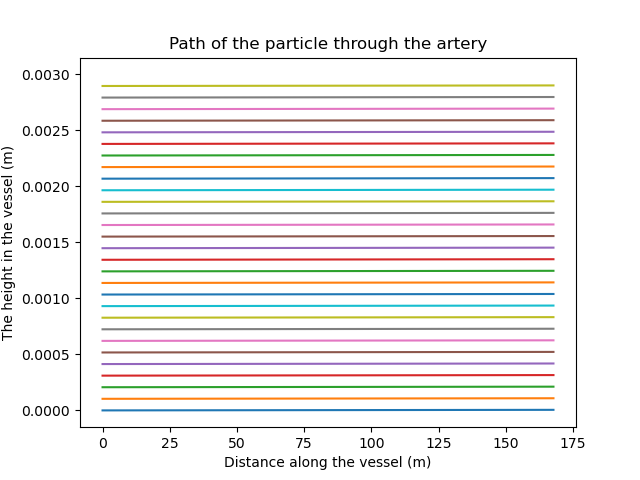 Path of the particle through the artery
The height in the vessel (m)
0.0030
0.0025
0.0020
0.0015
0.0010
0.0005
0.0000
0 25 50 75 100 125 150 175
Distance along the vessel (m)